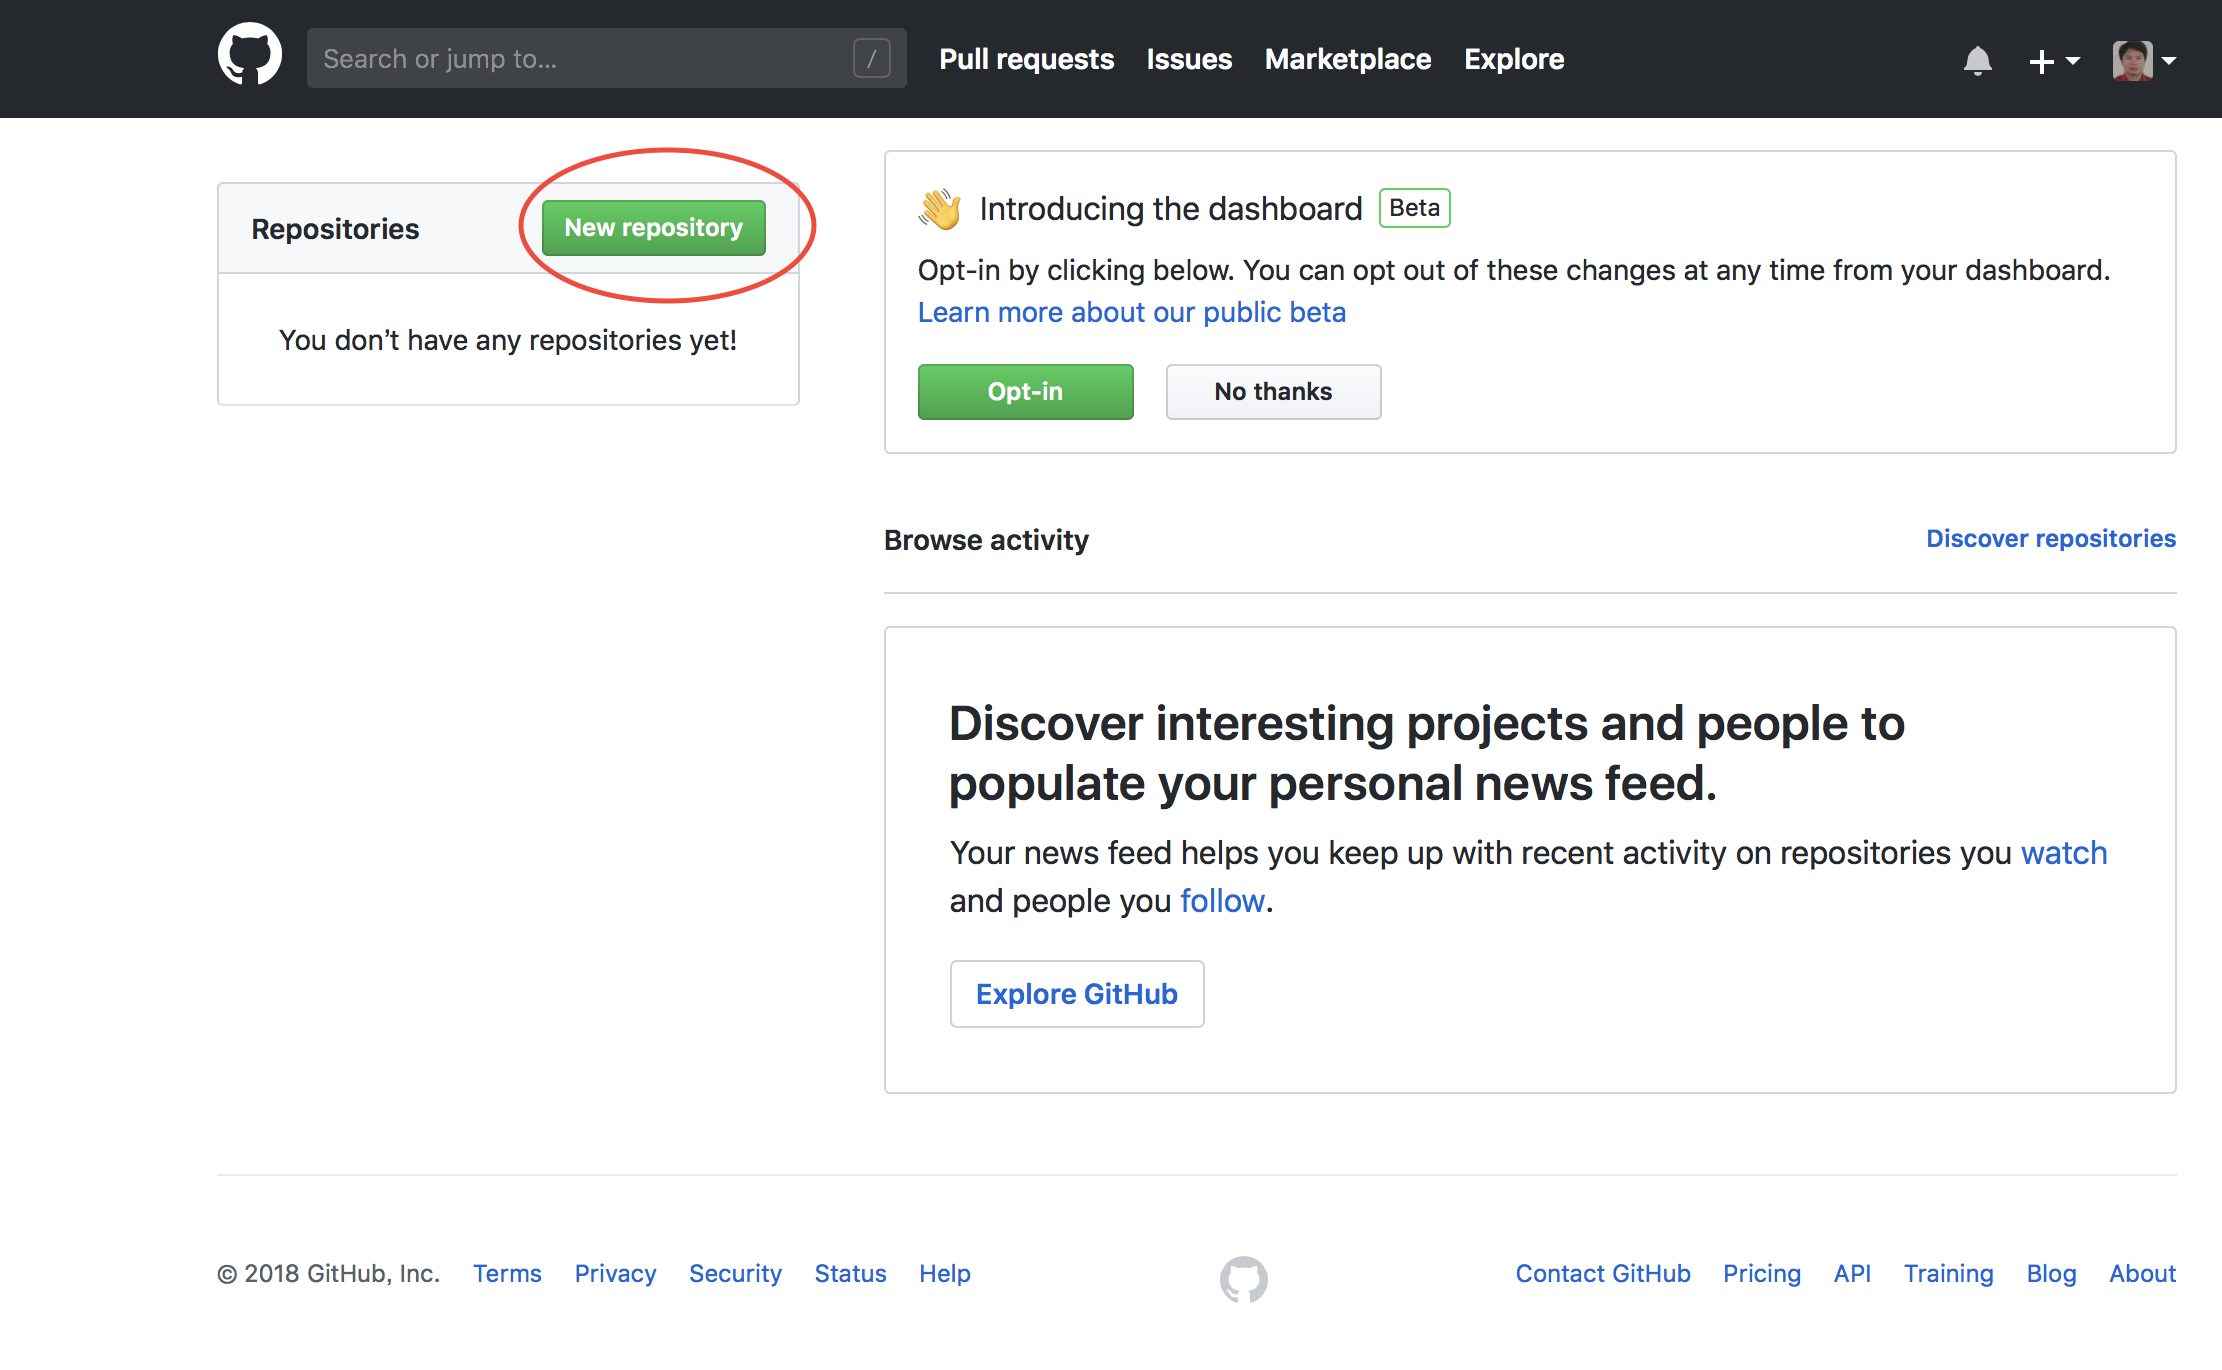 Search or jump to...
/
Pull requests
Issues
Marketplace
Explore
Repositories
New repository
You don’t have any repositories yet!
Introducing the dashboard
Beta
Opt-in by clicking below. You can opt out of these changes at any time from your dashboard.
Learn more about our public beta
Opt-in
No thanks
Browse activity
Discover repositories
Discover interesting projects and people to
populate your personal news feed.
Your news feed helps you keep up with recent activity on repositories you watch
and people you follow.
Explore GitHub
© 2018 GitHub, Inc.
Terms
Privacy
Security
Status
Help
Contact GitHub
Pricing
API
Training
Blog
About